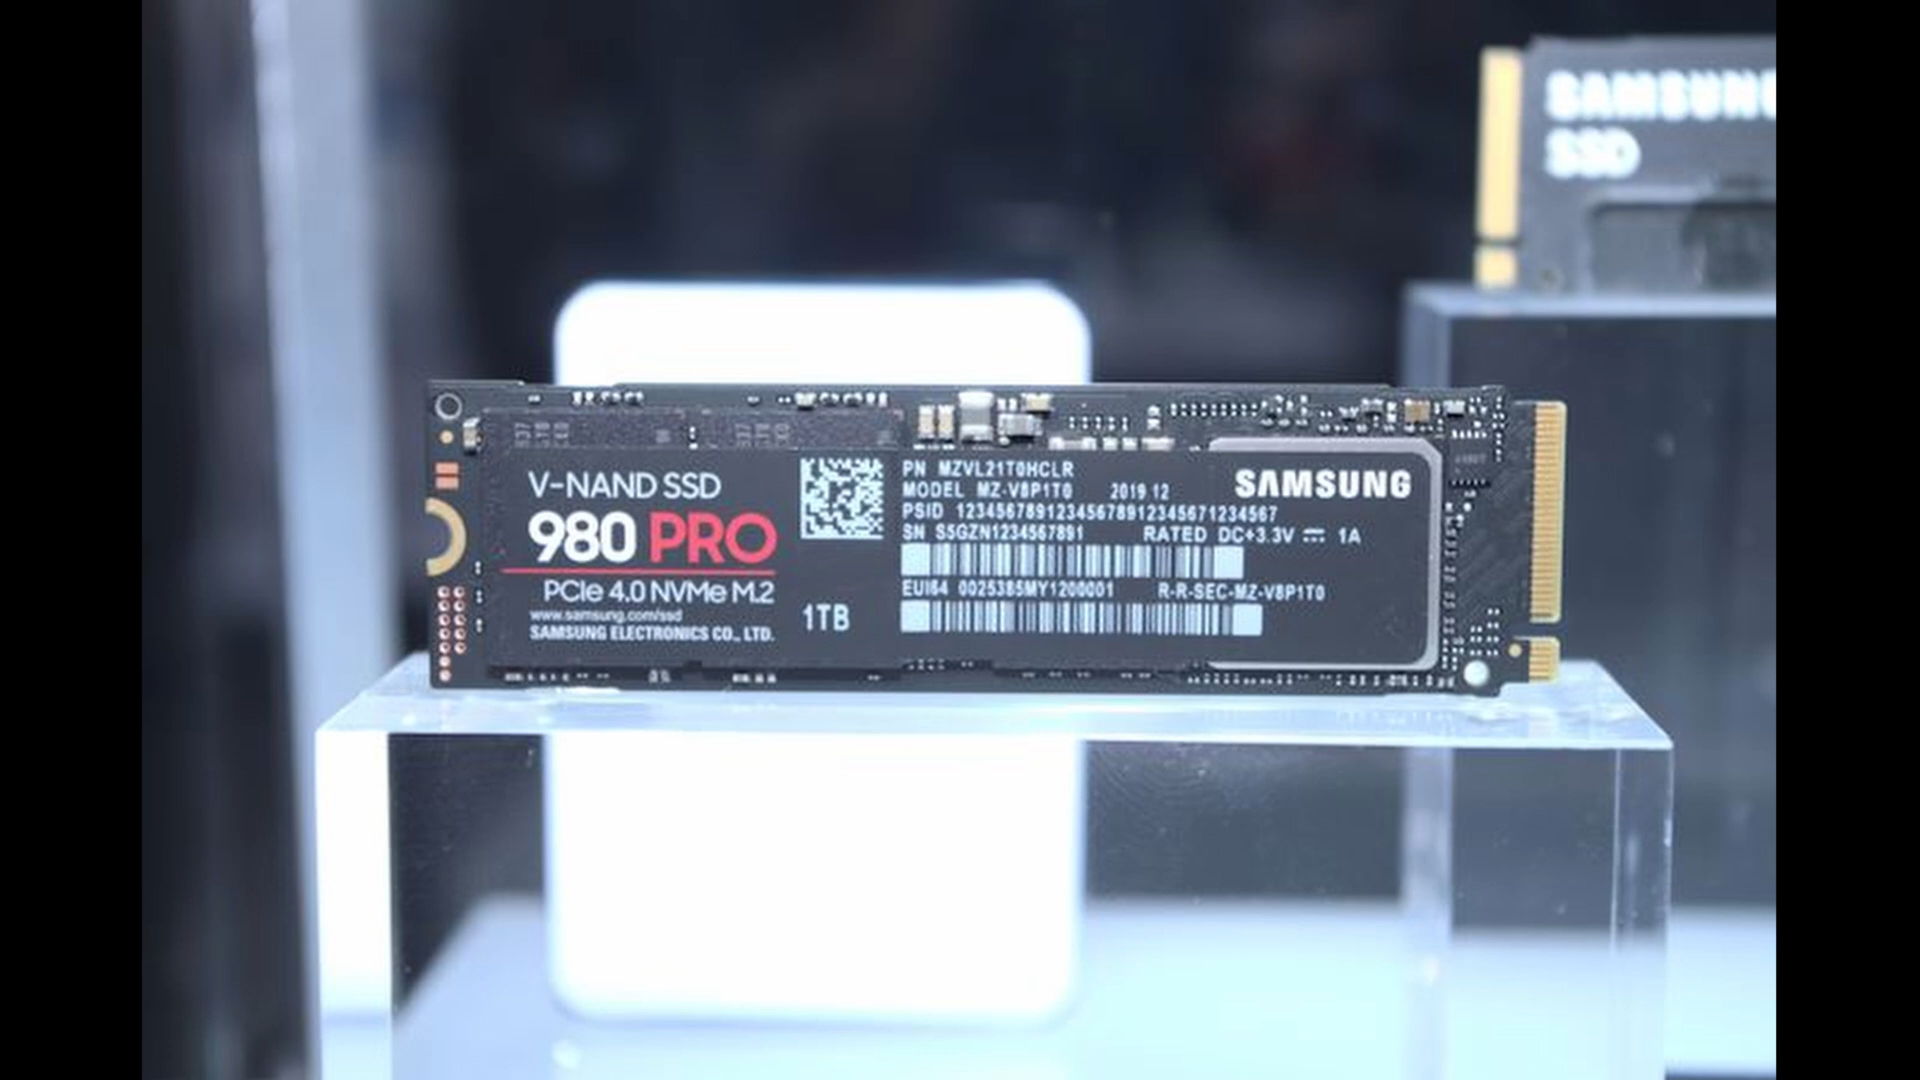 SAMSUNG
SSD
V-NAND SSD
980 PRO
PCIe 4.0 NVMe M.2
www.samsung.com/ssd
SAMSUNG ELECTRONICS CO., LTD.
1TB
PN MZVL21T0HCLR
MODEL MZ-V8P1T0 2019 12
PSID 12345678912345678912345671234567
SN S5GZN1234567891 RATED DC+3.3V ⎓ 1A
EUI64 0025385MY1200001 R-R-SEC-MZ-V8P1T0
SAMSUNG